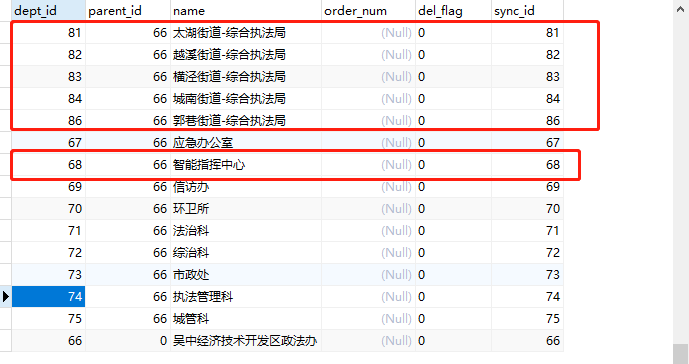 dept_id parent_id name order_num del_flag sync_id
81 66 太湖街道-综合执法局 (Null) 0 81
82 66 越溪街道-综合执法局 (Null) 0 82
83 66 横泾街道-综合执法局 (Null) 0 83
84 66 城南街道-综合执法局 (Null) 0 84
86 66 郭巷街道-综合执法局 (Null) 0 86
67 66 应急办公室 (Null) 0 67
68 66 智能指挥中心 (Null) 0 68
69 66 信访办 (Null) 0 69
70 66 环卫所 (Null) 0 70
71 66 法治科 (Null) 0 71
72 66 综治科 (Null) 0 72
73 66 市政处 (Null) 0 73
74 66 执法管理科 (Null) 0 74
75 66 城管科 (Null) 0 75
66 0 吴中经济技术开发区政法办 (Null) 0 66